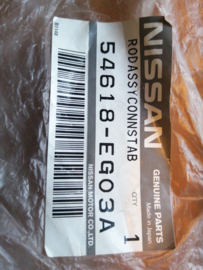 NISSAN
GENUINE PARTS
Made in Japan
RODASSYCONNSTAB
QTY
1
54618-EG03A
NISSAN MOTOR CO.,LTD.